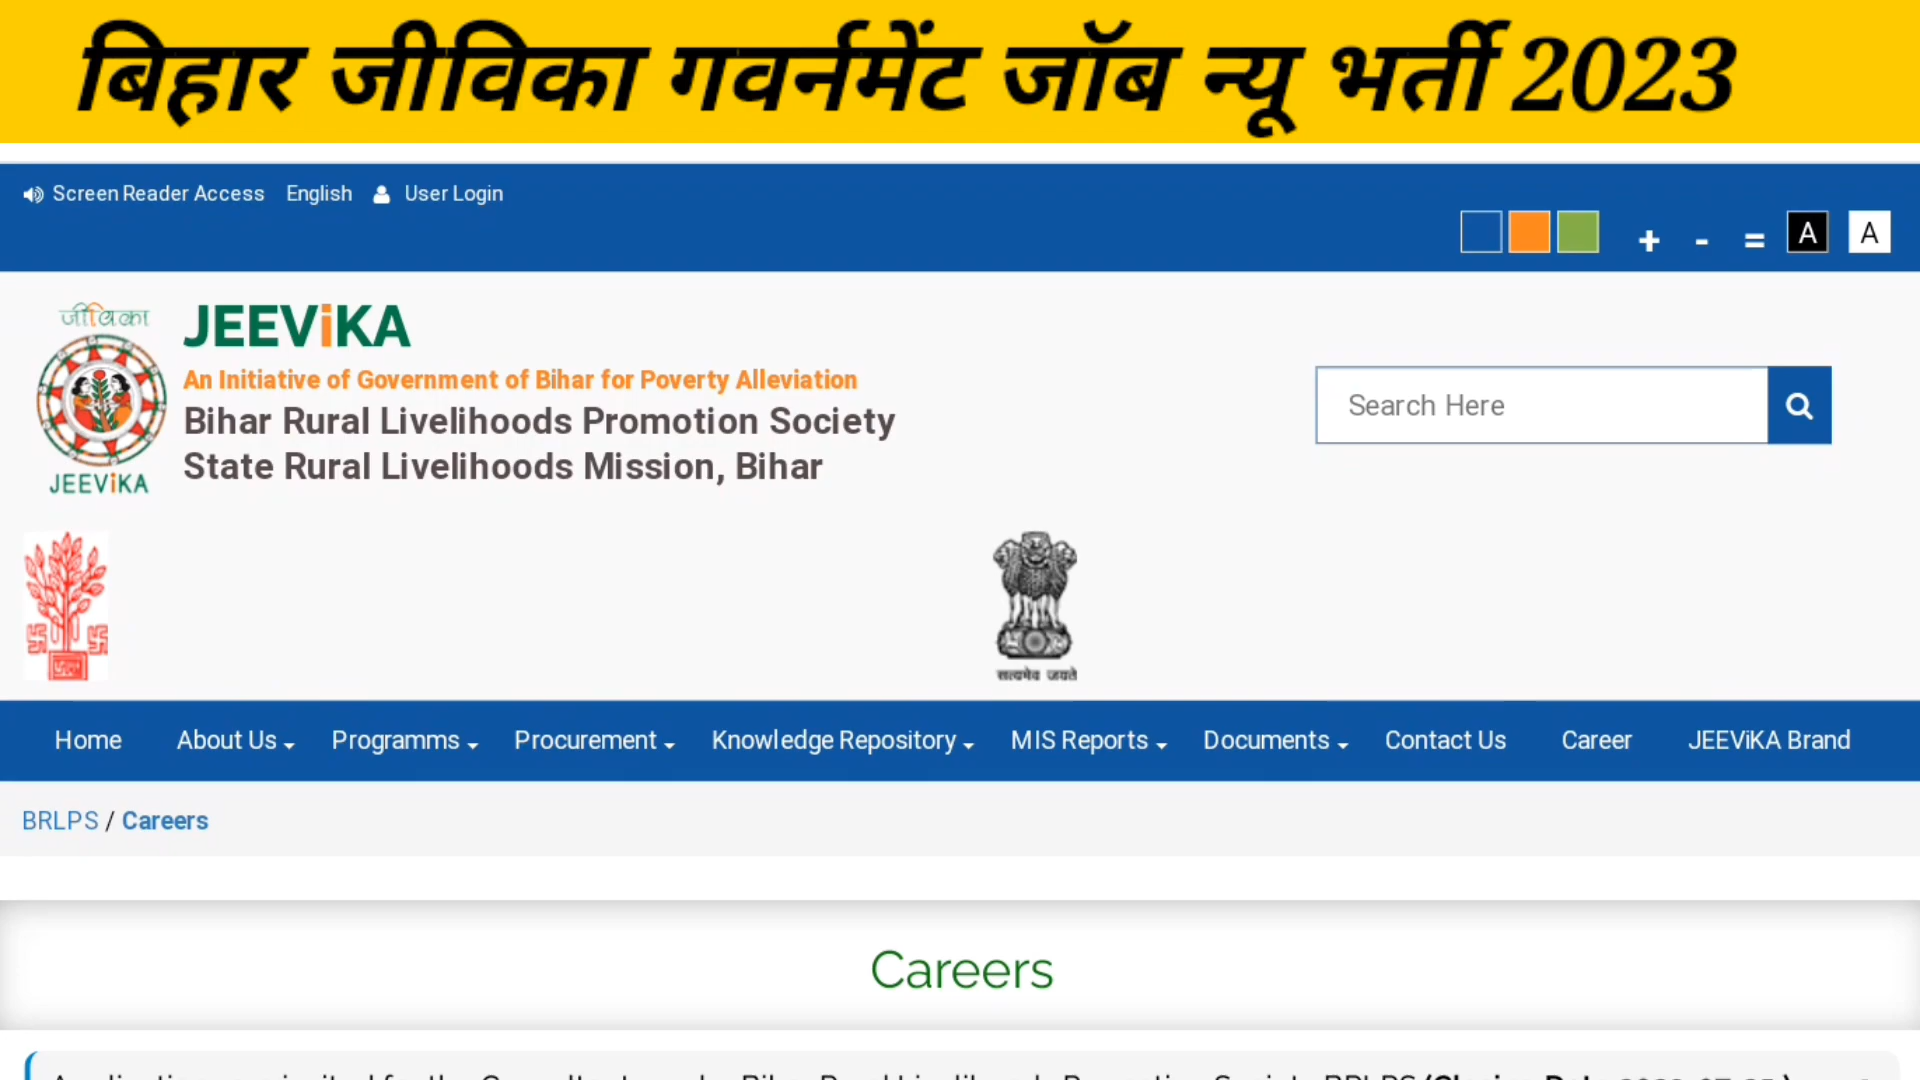 बिहार जीविका गवर्नमेंट जॉब न्यू भर्ती 2023
Screen Reader Access English User Login
+ - = A A
जीविका
JEEViKA
An Initiative of Government of Bihar for Poverty Alleviation
Bihar Rural Livelihoods Promotion Society
State Rural Livelihoods Mission, Bihar
JEEViKA
Search Here
सत्यमेव जयते
Home About Us Programms Procurement Knowledge Repository MIS Reports Documents Contact Us Career JEEViKA Brand
BRLPS / Careers
Careers